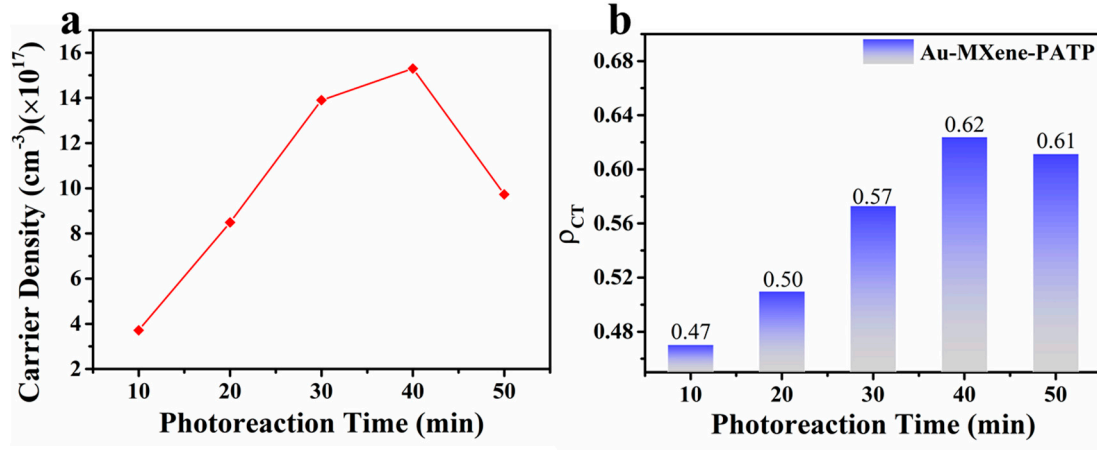 a
Carrier Density (cm⁻³)(×10¹⁷)
16
14
12
10
8
6
4
2
10 20 30 40 50
Photoreaction Time (min)
b
Au-MXene-PATP
ρCT
0.68
0.64
0.60
0.56
0.52
0.48
0.47
0.50
0.57
0.62
0.61
10 20 30 40 50
Photoreaction Time (min)